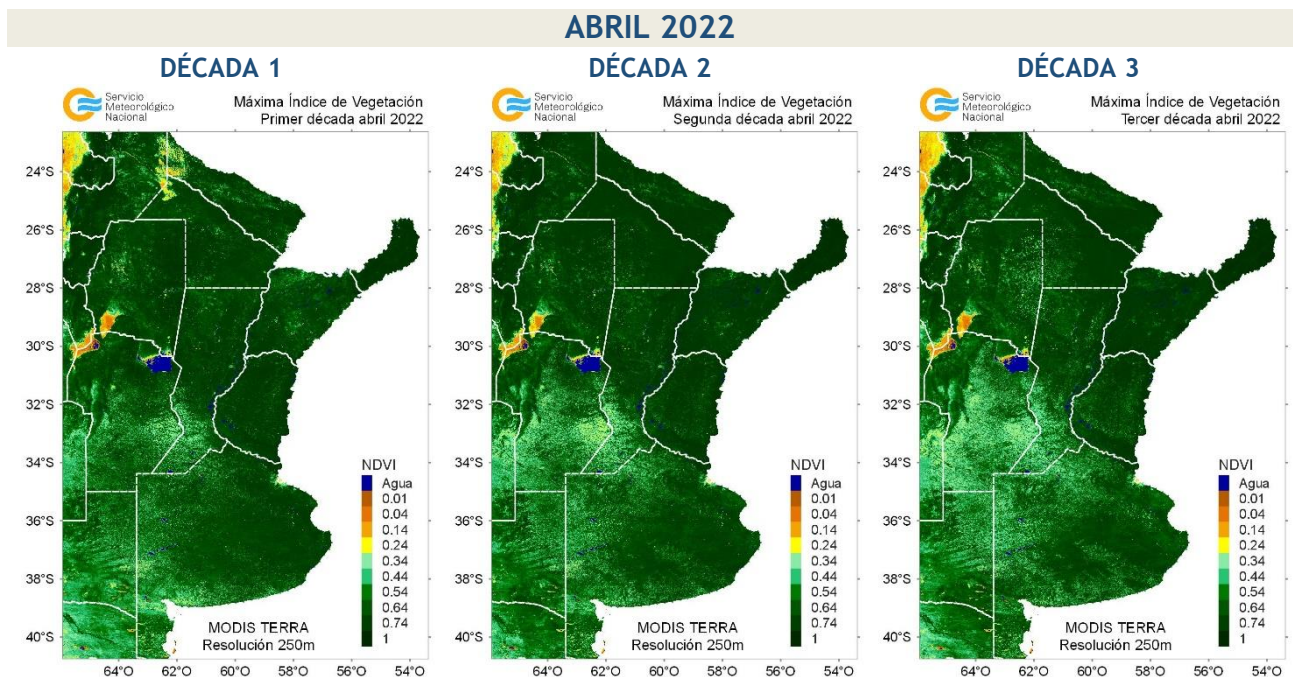 ABRIL 2022
DÉCADA 1
Servicio
Meteorológico
Nacional
Máxima Índice de Vegetación
Primer década abril 2022
24°S
26°S
28°S
30°S
32°S
34°S
36°S
38°S
40°S
NDVI
Agua
0.01
0.04
0.14
0.24
0.34
0.44
0.54
0.64
0.74
1
MODIS TERRA
Resolución 250m
64°O 62°O 60°O 58°O 56°O 54°O
DÉCADA 2
Servicio
Meteorológico
Nacional
Máxima Índice de Vegetación
Segunda década abril 2022
24°S
26°S
28°S
30°S
32°S
34°S
36°S
38°S
40°S
NDVI
Agua
0.01
0.04
0.14
0.24
0.34
0.44
0.54
0.64
0.74
1
MODIS TERRA
Resolución 250m
64°O 62°O 60°O 58°O 56°O 54°O
DÉCADA 3
Servicio
Meteorológico
Nacional
Máxima Índice de Vegetación
Tercer década abril 2022
24°S
26°S
28°S
30°S
32°S
34°S
36°S
38°S
40°S
NDVI
Agua
0.01
0.04
0.14
0.24
0.34
0.44
0.54
0.64
0.74
1
MODIS TERRA
Resolución 250m
64°O 62°O 60°O 58°O 56°O 54°O